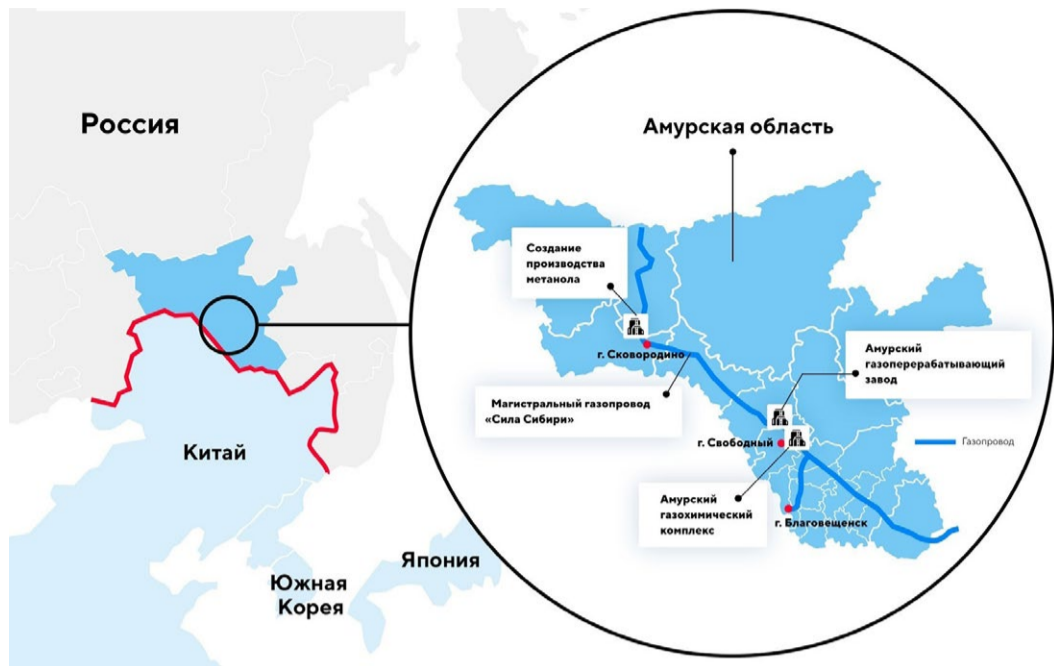 Россия
Амурская область
Создание
производства
метанола
г. Сковородино
Амурский
газоперерабатывающий
завод
Магистральный газопровод
«Сила Сибири»
г. Свободный
Газопровод
Китай
Амурский
газохимический
комплекс
г. Благовещенск
Япония
Южная
Корея